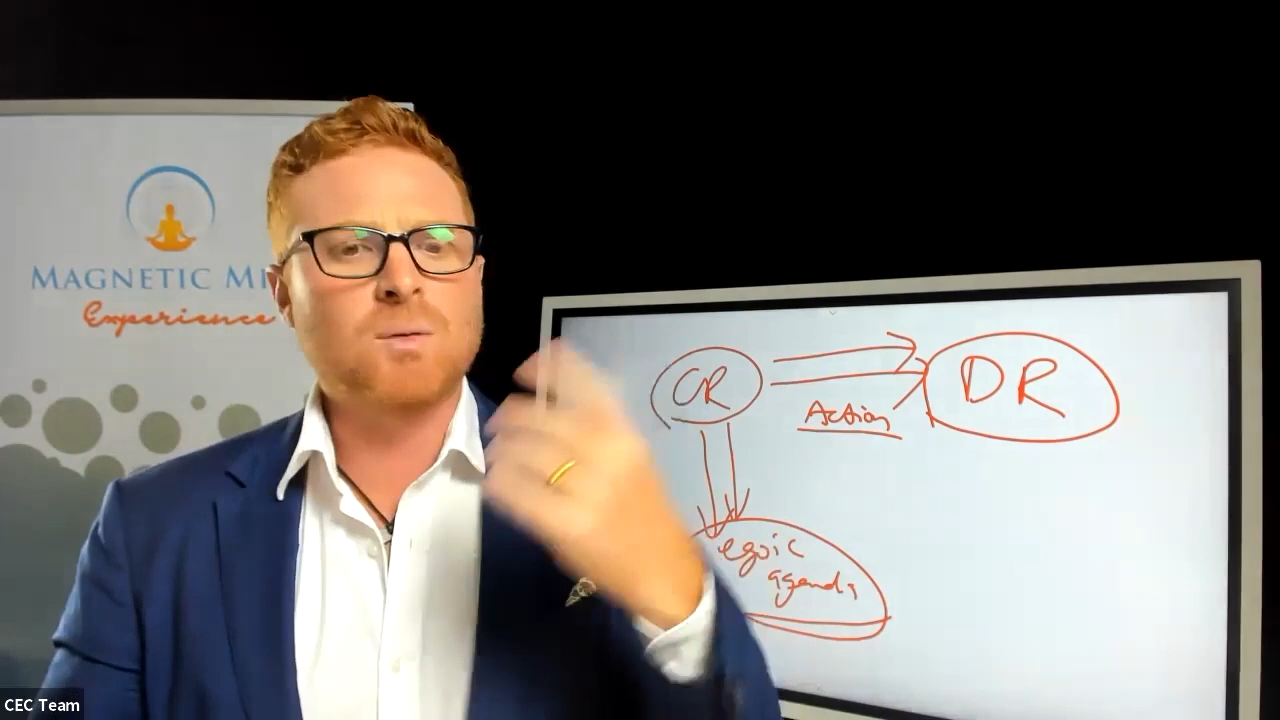 MAGNETIC MI
Experience
CR
DR
Action
egoic
agenda
CEC Team